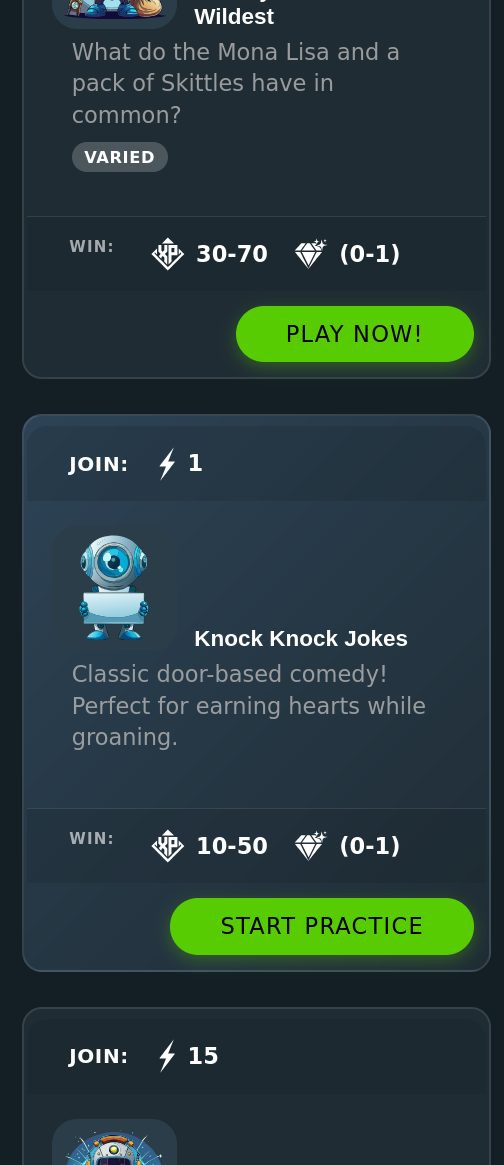 Wildest
What do the Mona Lisa and a
pack of Skittles have in
common?
VARIED
WIN:
XP
30-70
(0-1)
PLAY NOW!
JOIN:
1
Knock Knock Jokes
Classic door-based comedy!
Perfect for earning hearts while
groaning.
WIN:
XP
10-50
(0-1)
START PRACTICE
JOIN:
15